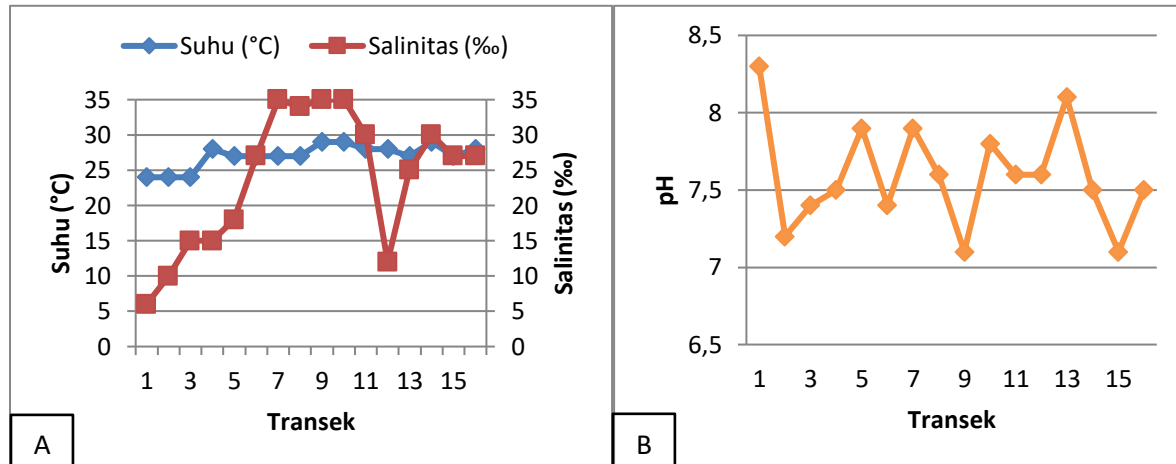 Suhu (°C) Salinitas (‰)
35 35
30 30
25 25
20 20
15 15
10 10
5 5
0 0
Suhu (°C)
Salinitas (‰)
1 3 5 7 9 11 13 15
Transek
A
8,5
8
7,5
7
6,5
pH
1 3 5 7 9 11 13 15
Transek
B